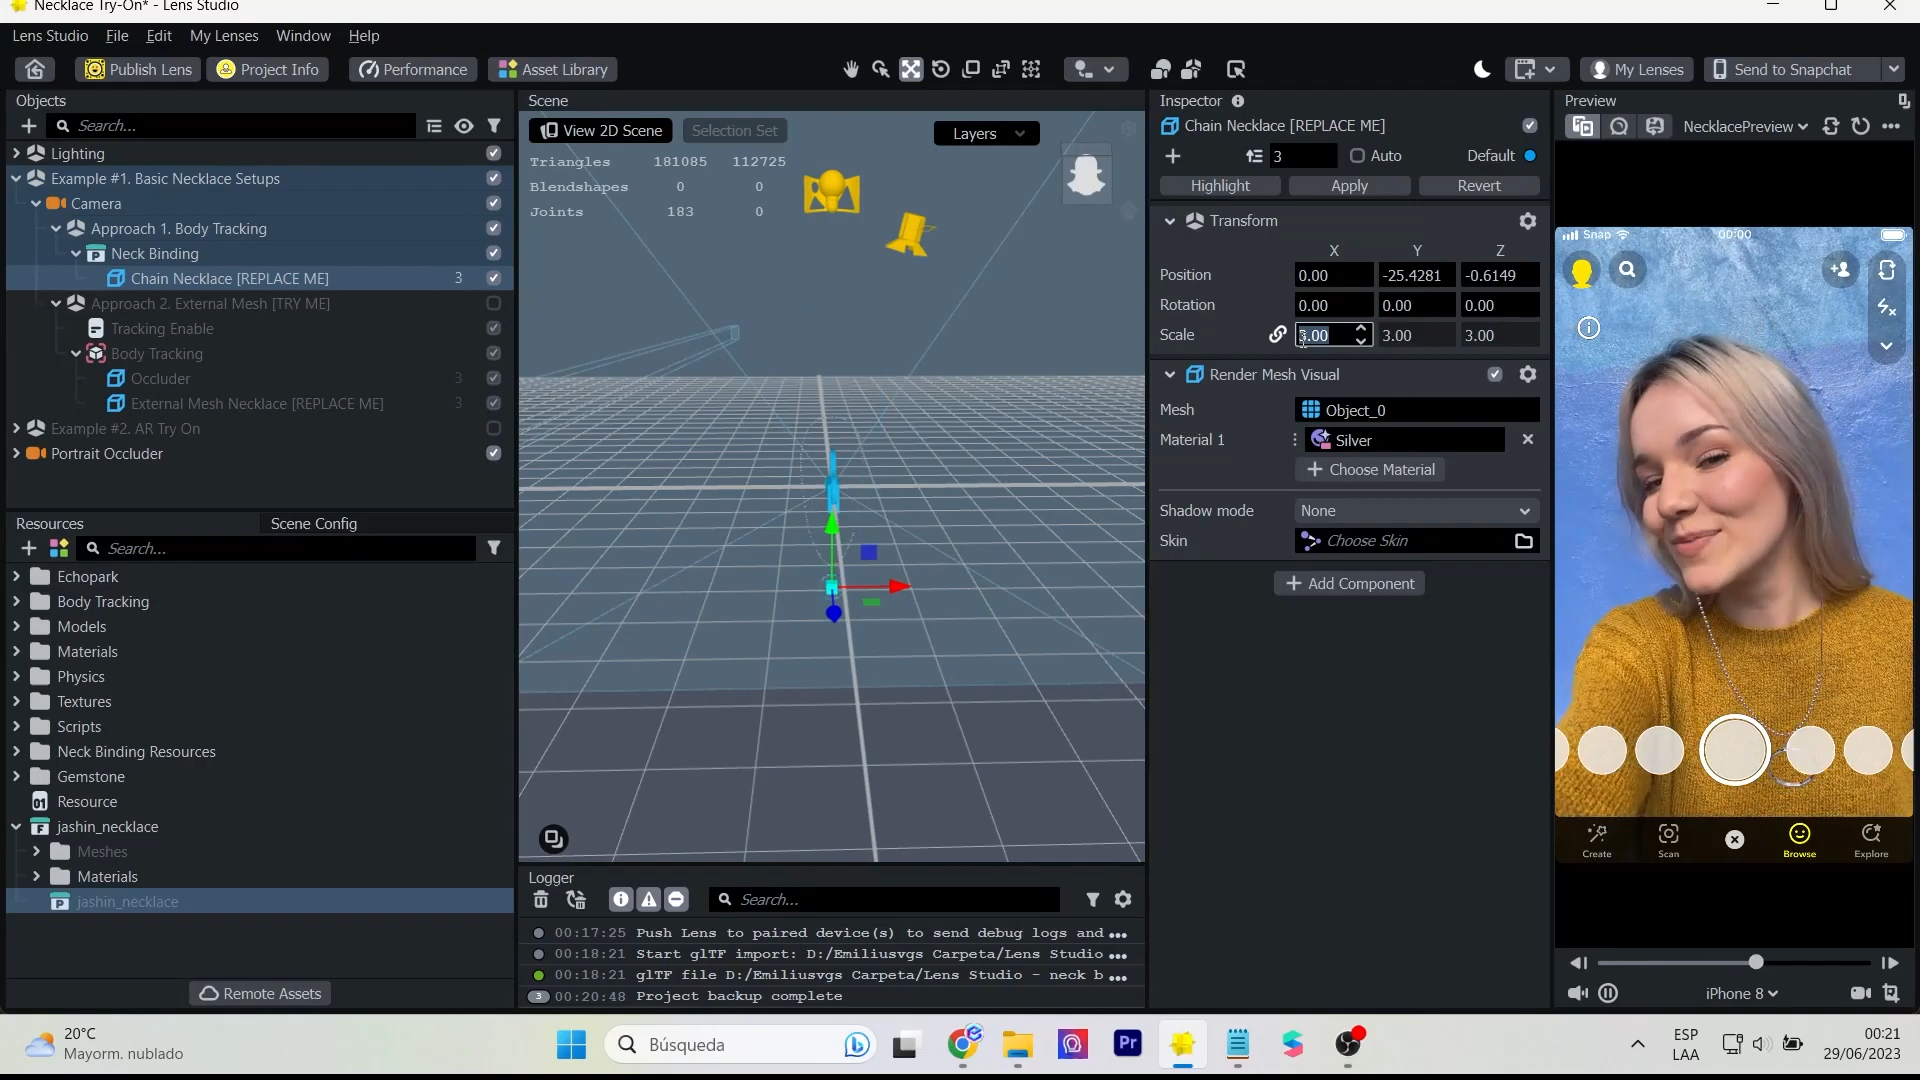 Necklace Try-On* - Lens Studio
Lens Studio File Edit My Lenses Window Help
Publish Lens Project Info Performance Asset Library My Lenses Send to Snapchat
Objects
Search...
Lighting
Example #1. Basic Necklace Setups
Camera
Approach 1. Body Tracking
Neck Binding
Chain Necklace [REPLACE ME] 3
Approach 2. External Mesh [TRY ME]
Tracking Enable
Body Tracking
Occluder 3
External Mesh Necklace [REPLACE ME] 3
Example #2. AR Try On
Portrait Occluder
Resources Scene Config
Search...
Echopark
Body Tracking
Models
Materials
Physics
Textures
Scripts
Neck Binding Resources
Gemstone
Resource
jashin_necklace
Meshes
Materials
jashin_necklace
Remote Assets
Scene
View 2D Scene Selection Set Layers
Triangles 181085 112725
Blendshapes 0 0
Joints 183 0
Logger
Search...
00:17:25 Push Lens to paired device(s) to send debug logs and •••
00:18:21 Start glTF import: D:/Emiliusvgs Carpeta/Lens Studio •••
00:18:21 glTF file D:/Emiliusvgs Carpeta/Lens Studio - neck b •••
3 00:20:48 Project backup complete
Inspector
Chain Necklace [REPLACE ME]
3 Auto Default
Highlight Apply Revert
Transform
X Y Z
Position 0.00 -25.4281 -0.6149
Rotation 0.00 0.00 0.00
Scale 3.00 3.00 3.00
Render Mesh Visual
Mesh Object_0
Material 1 Silver
Choose Material
Shadow mode None
Skin Choose Skin
Add Component
Preview
NecklacePreview
Snap 00:00
Create Scan Browse Explore
iPhone 8
20°C
Mayorm. nublado
Búsqueda
Pr
ESP
LAA
00:21
29/06/2023